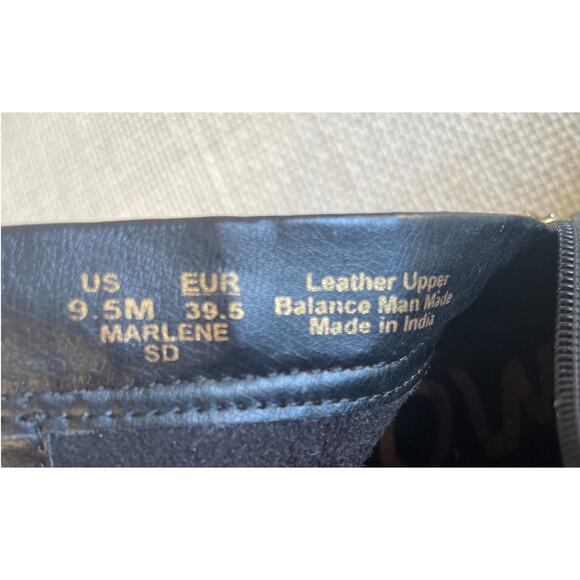 US EUR
9.5M 39.5
MARLENE
SD
Leather Upper
Balance Man Made
Made in India